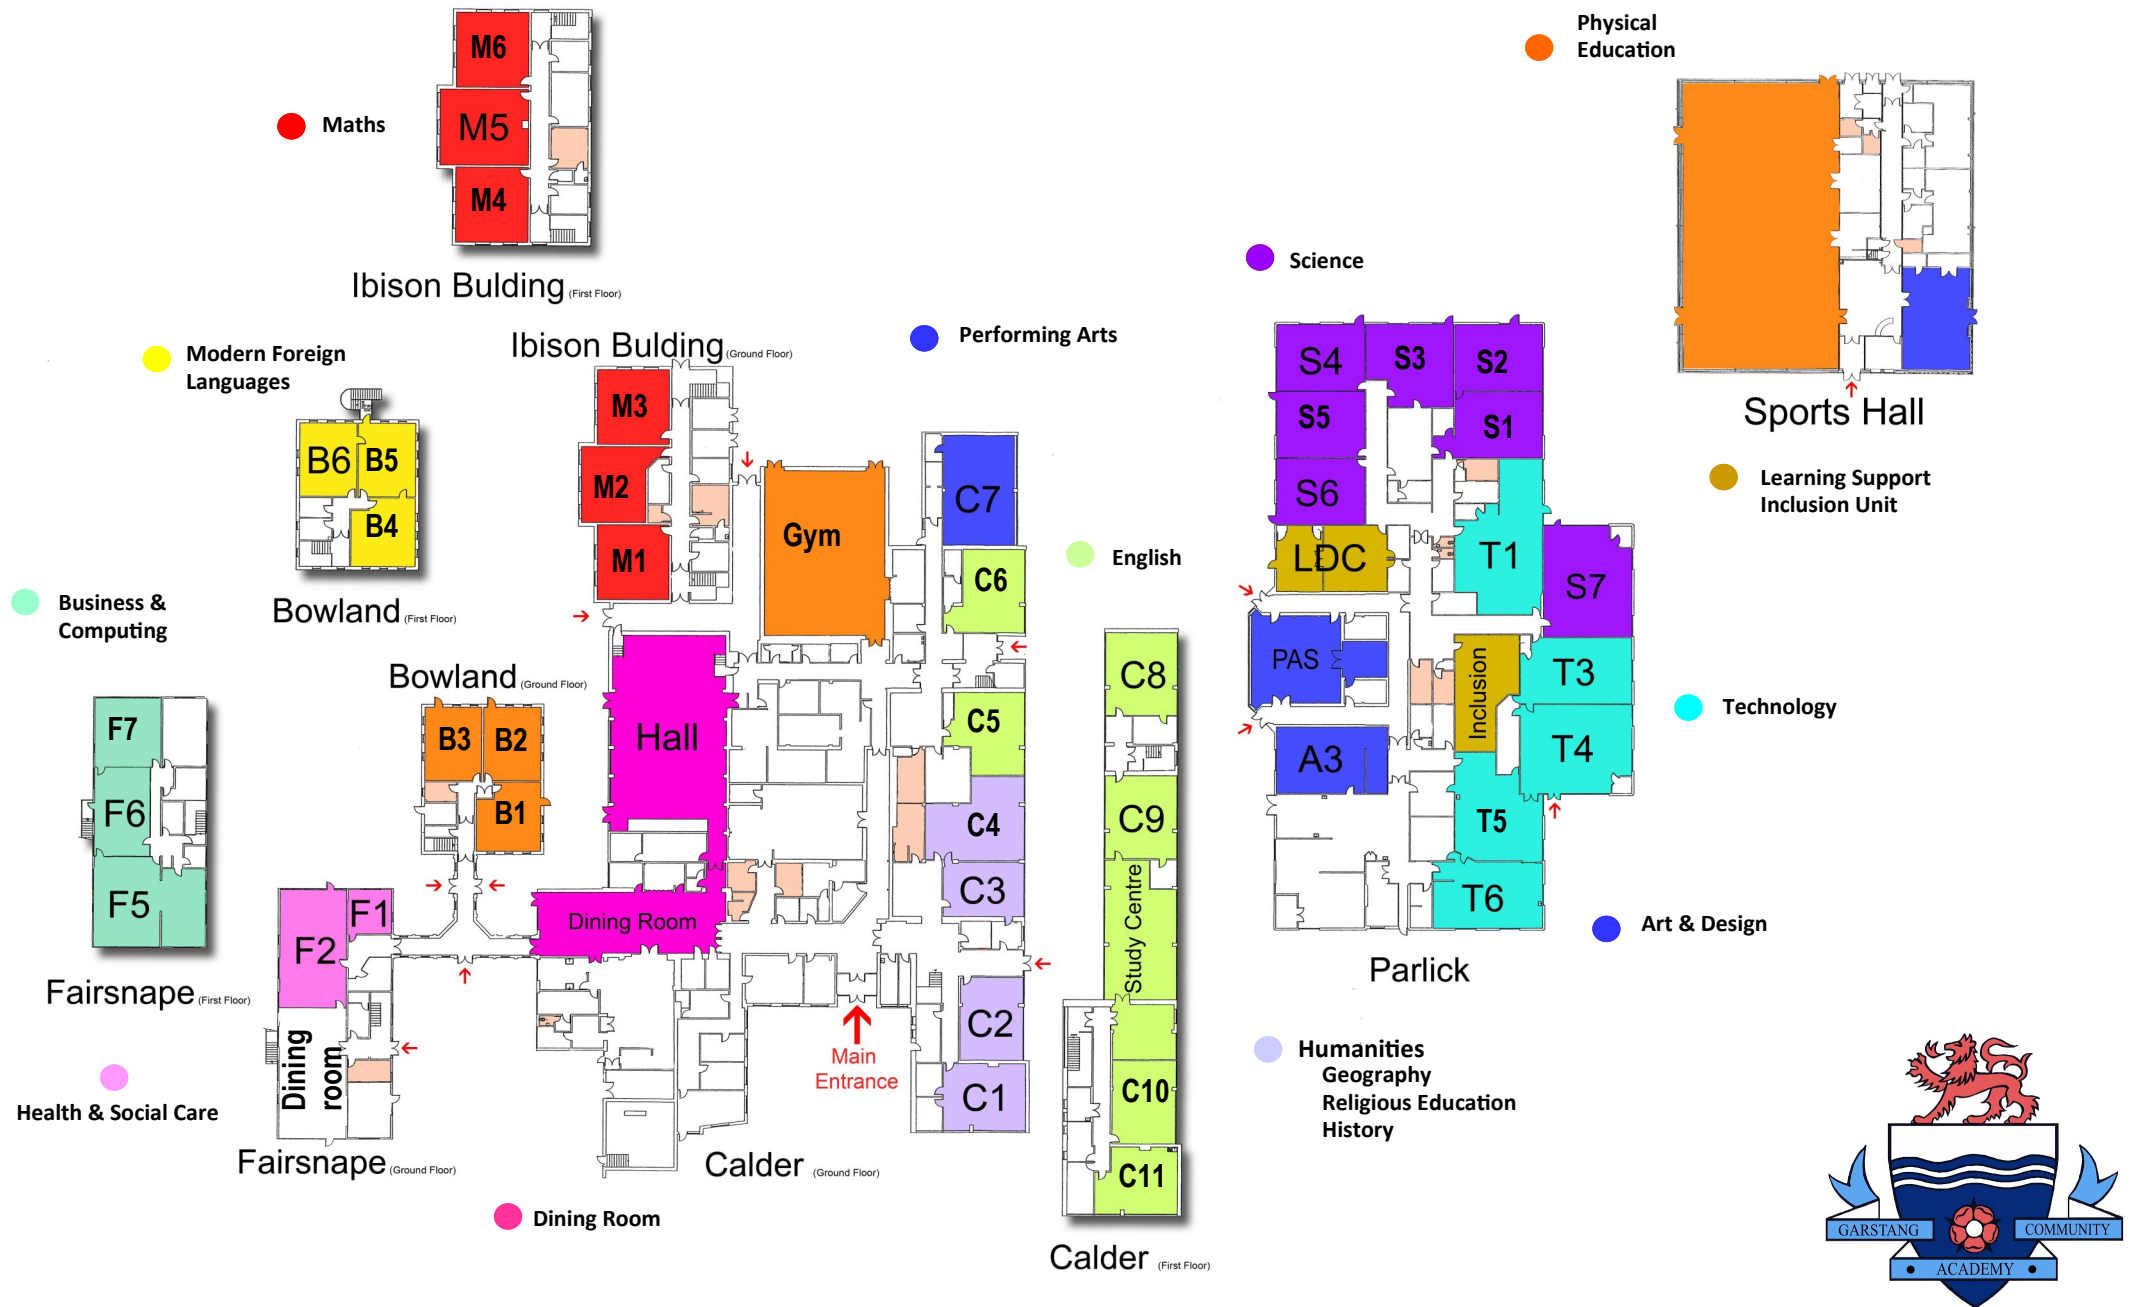 Physical
Education
M6
M5
M4
Maths
Ibison Bulding (First Floor)
Science
Sports Hall
Modern Foreign
Languages
Ibison Bulding (Ground Floor)
Performing Arts
B6
B5
B4
Bowland (First Floor)
M3
M2
M1
Gym
C7
C6
English
S4
S3
S2
S5
S1
S6
LDC
T1
S7
Learning Support
Inclusion Unit
Business &
Computing
Bowland (Ground Floor)
B3
B2
B1
Hall
C5
C4
C3
C2
C1
C8
C9
Study Centre
C10
C11
PAS
Inclusion
T3
T4
A3
T5
T6
Technology
Art & Design
Parlick
F7
F6
F5
Fairsnape (First Floor)
F1
F2
Dining Room
Dining
room
Main
Entrance
Health & Social Care
Fairsnape (Ground Floor)
Calder (Ground Floor)
Dining Room
Calder (First Floor)
Humanities
Geography
Religious Education
History
GARSTANG
COMMUNITY
ACADEMY